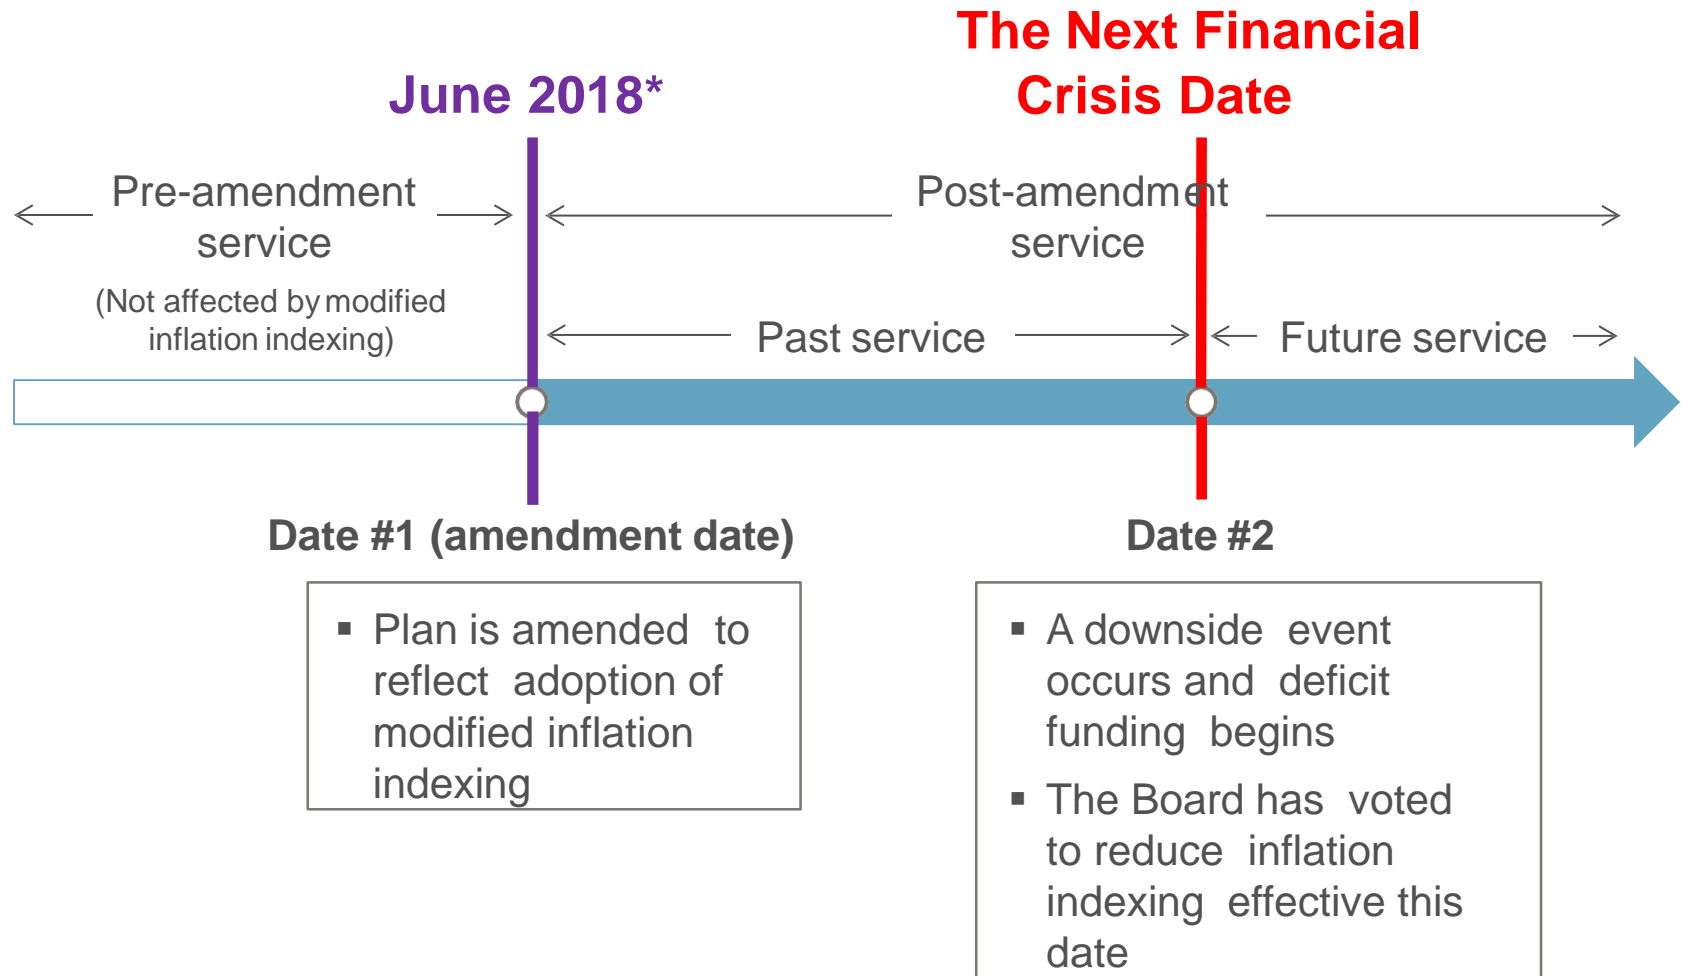 The Next Financial
Crisis Date
June 2018*
Pre-amendment
service
(Not affected by modified
inflation indexing)
Post-amendment
service
Past service
Future service
Date #1 (amendment date)
Date #2
▪ Plan is amended to
reflect adoption of
modified inflation
indexing
▪ A downside event
occurs and deficit
funding begins
▪ The Board has voted
to reduce inflation
indexing effective this
date